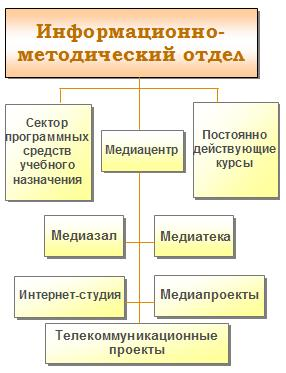 Информационно-
методический отдел
Сектор
программных
средств
учебного
назначения
Медиацентр
Постоянно
действующие
курсы
Медиазал
Медиатека
Интернет-студия
Медиапроекты
Телекоммуникационные
проекты